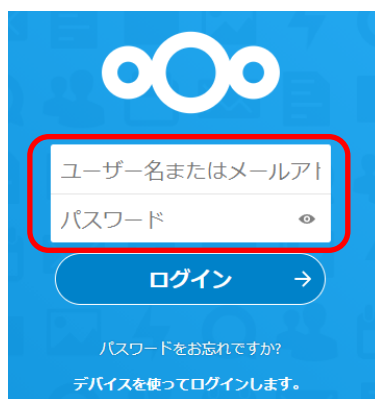 ユーザー名またはメールアト
パスワード
ログイン
パスワードをお忘れですか?
デバイスを使ってログインします。